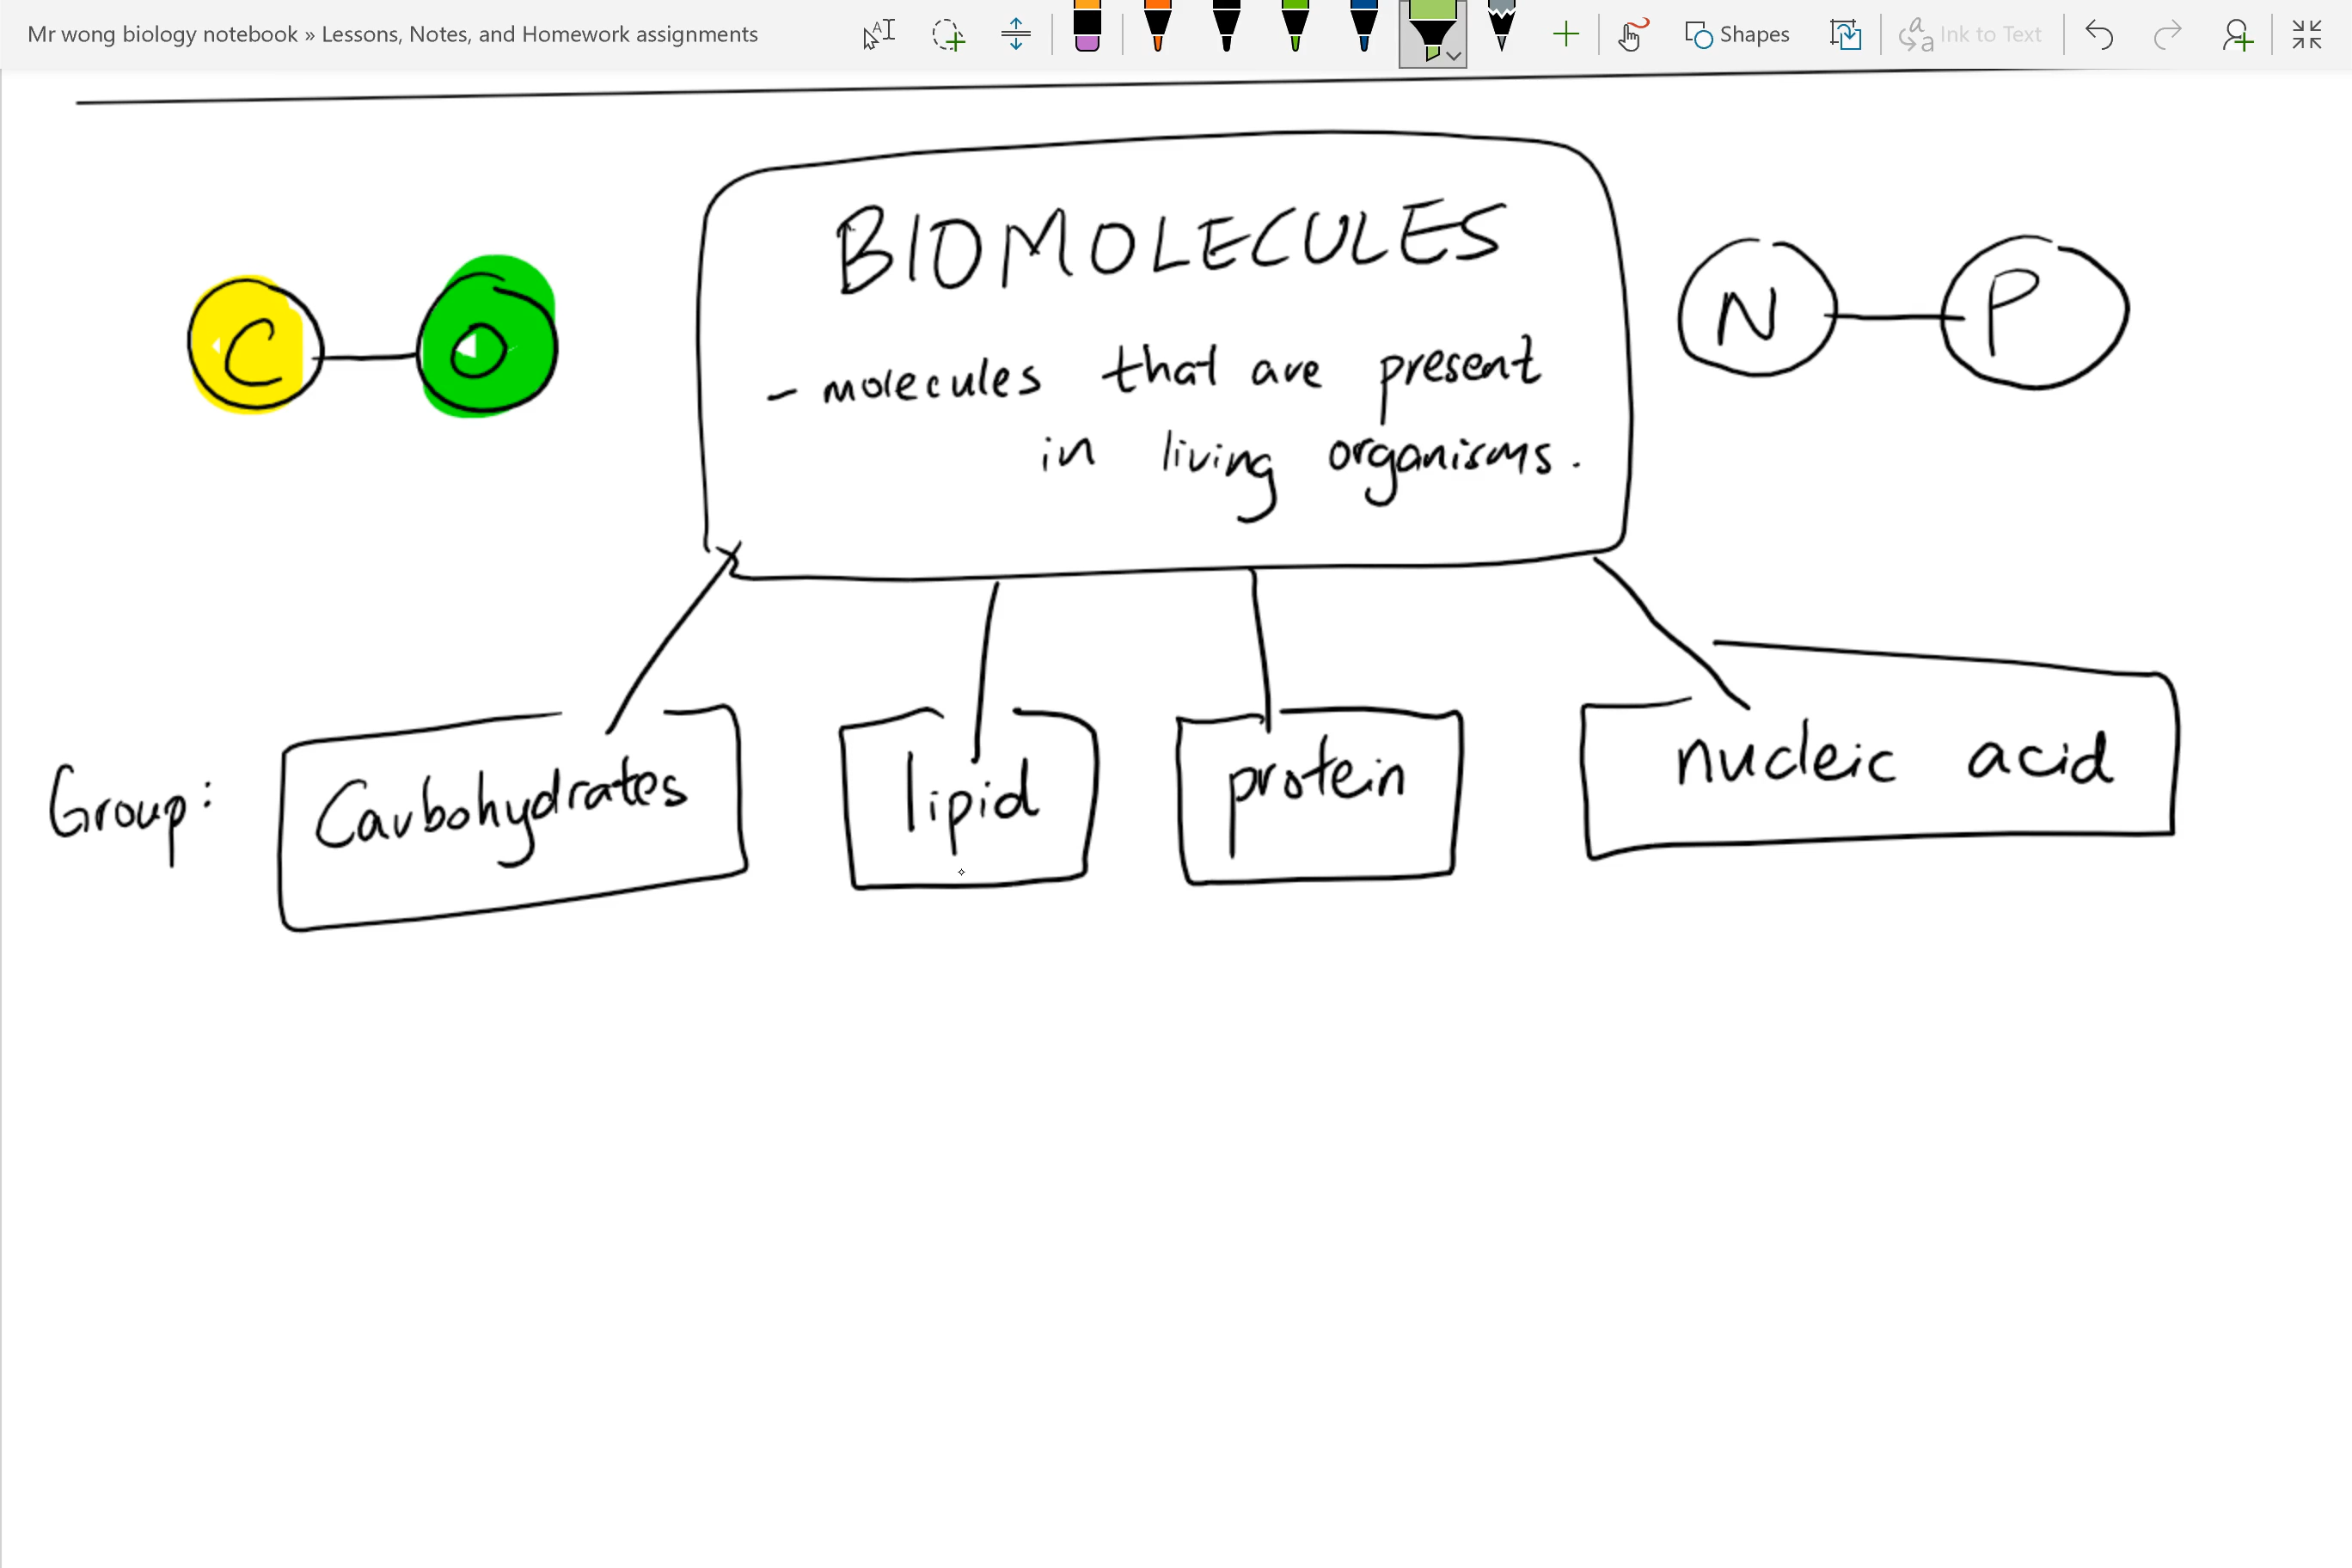 Mr wong biology notebook » Lessons, Notes, and Homework assignments
Shapes
Ink to Text
BIOMOLECULES
C O
N P
- molecules that are present
in living organisms.
Group: Carbohydrates lipid protein nucleic acid